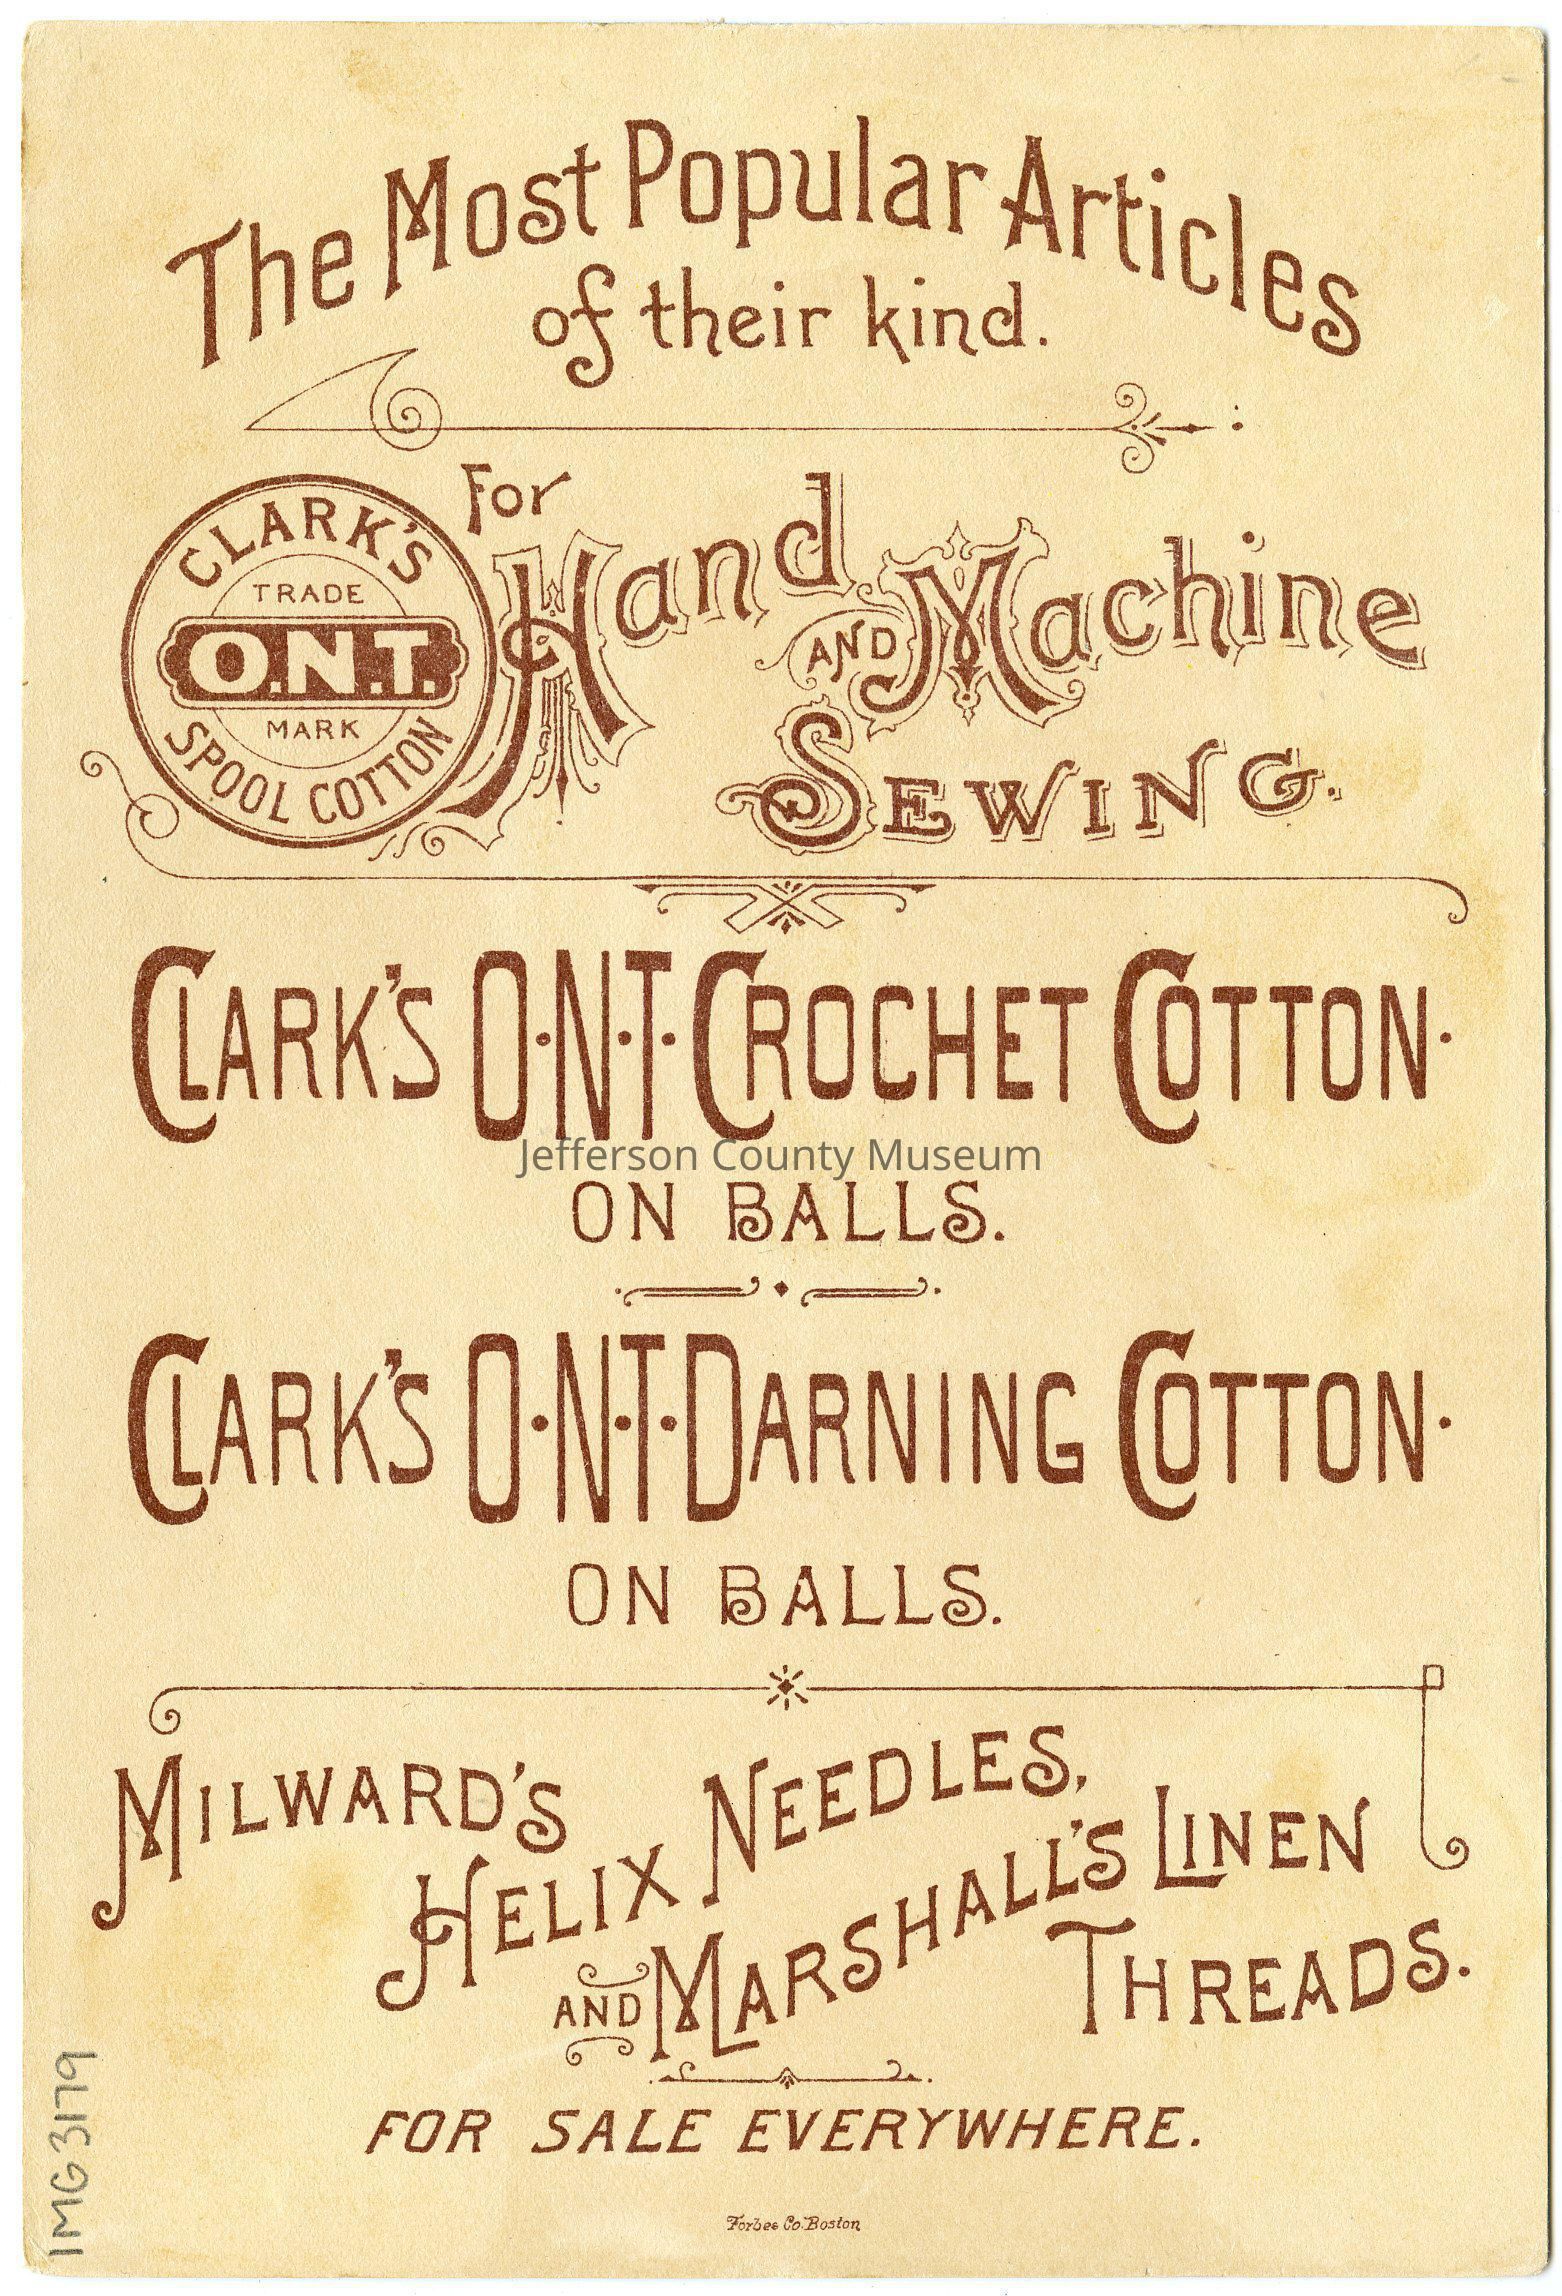 The Most Popular Articles
of their kind.
CLARK'S
TRADE
O.N.T.
MARK
SPOOL COTTON
For
Hand
AND Machine
SEWING.
CLARK'S O·N·T· CROCHET COTTON·
Jefferson County Museum
ON BALLS.
CLARK'S O·N·T· DARNING COTTON·
ON BALLS.
MILWARD'S
HELIX NEEDLES,
AND MARSHALL'S LINEN
THREADS.
FOR SALE EVERYWHERE.
Forbes Co. Boston
IMG 3179